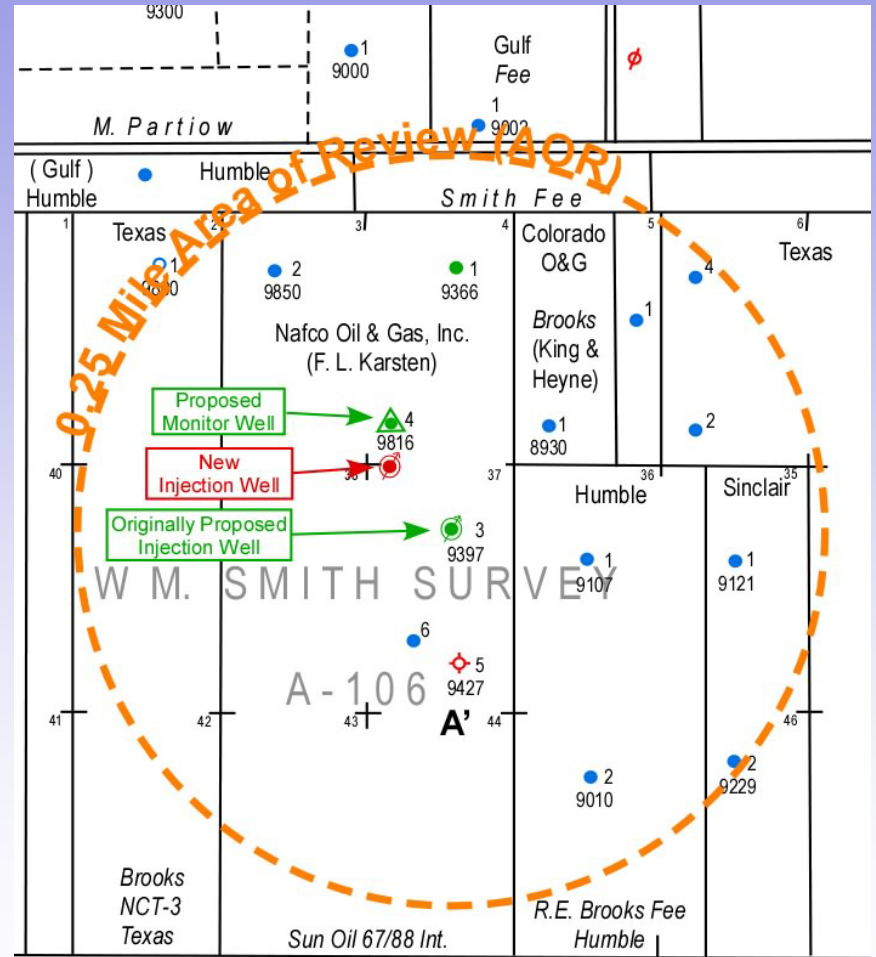 9300
1
9000
Gulf
Fee
1
9002
M. Partiow
0.25 Mile Area of Review (AOR)
( Gulf )
Humble
Humble
Smith Fee
1
2
3
4
5
6
Texas
1
2
9850
1
9366
Colorado
O&G
4
Texas
Nafco Oil & Gas, Inc.
(F. L. Karsten)
Brooks
(King &
Heyne)
1
Proposed
Monitor Well
4
9816
1
8930
2
New
Injection Well
40
38
37
36
35
Originally Proposed
Injection Well
3
9397
Humble
Sinclair
1
9107
1
9121
W M. SMITH SURVEY
6
5
9427
A-106
A'
41
42
43
44
46
2
9010
2
9229
Brooks
NCT-3
Texas
Sun Oil 67/88 Int.
R.E. Brooks Fee
Humble